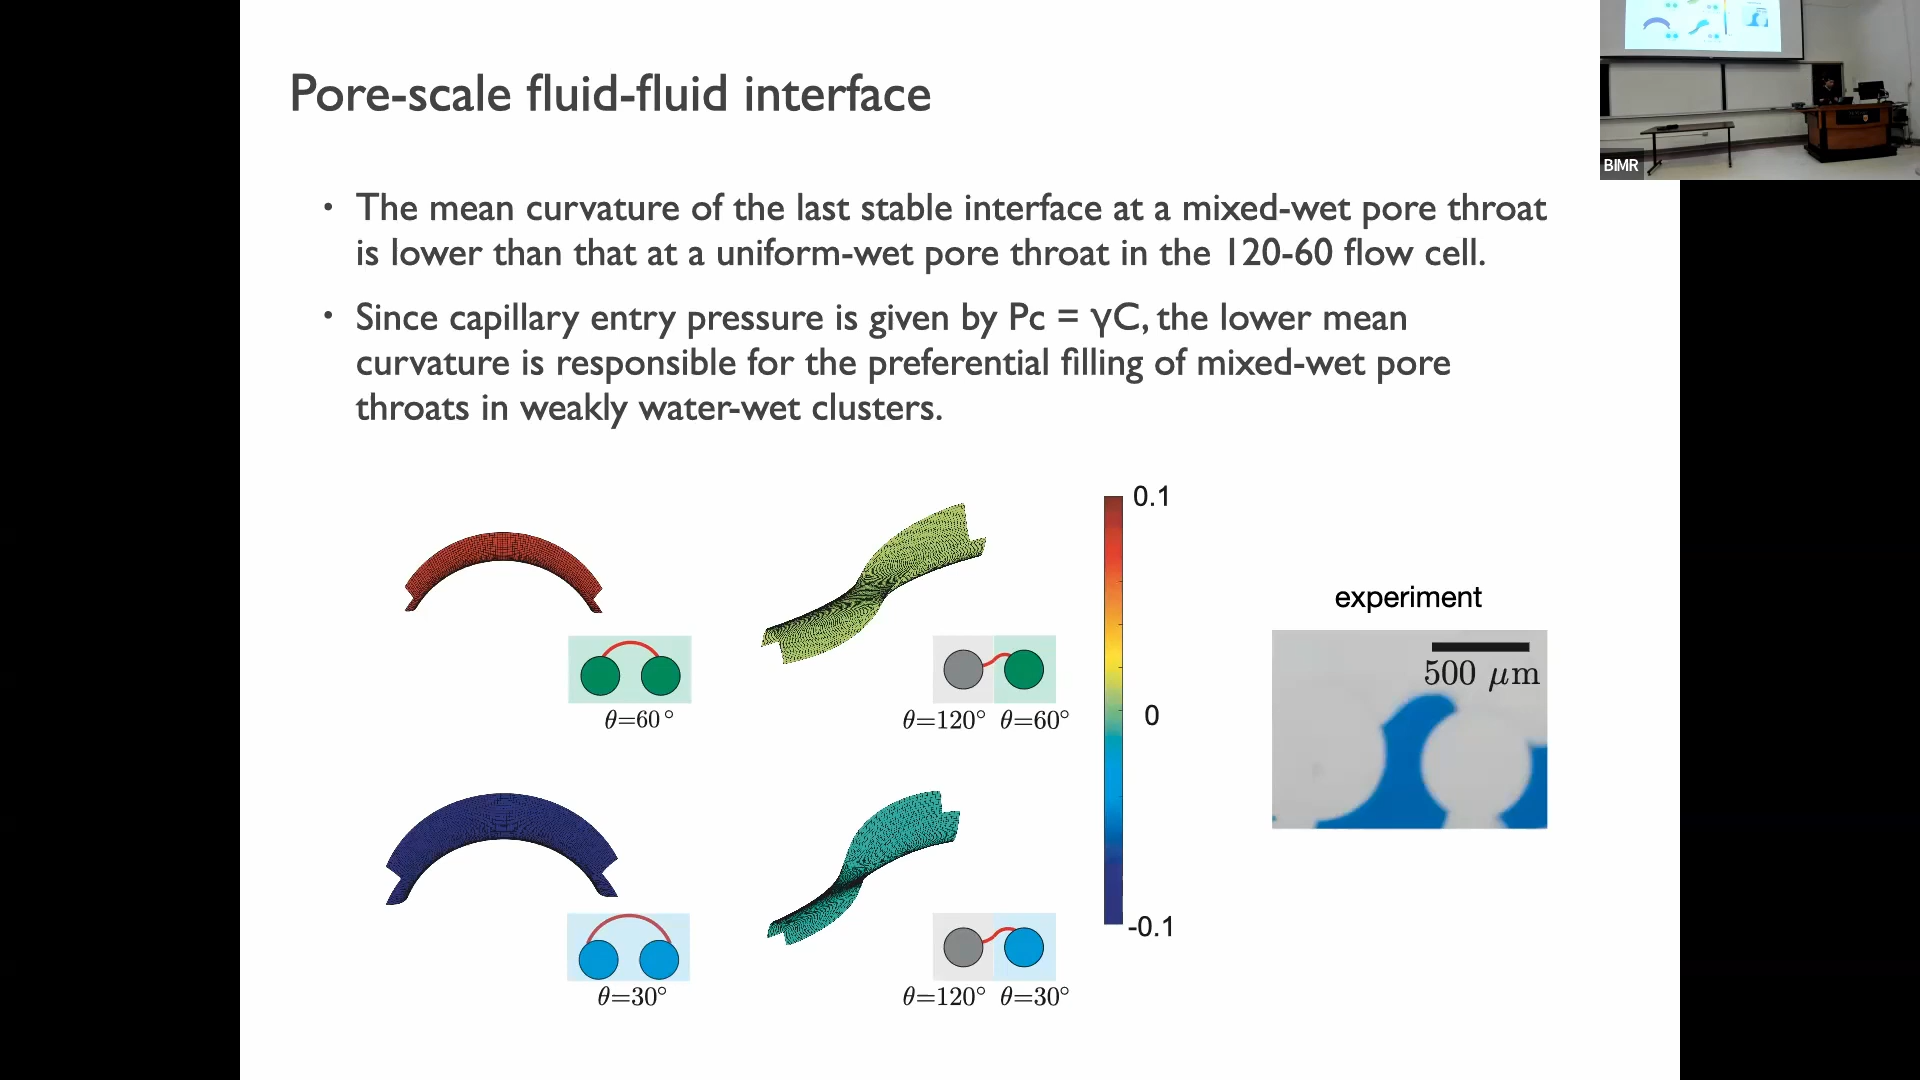 Pore-scale fluid-fluid interface
BIMR
• The mean curvature of the last stable interface at a mixed-wet pore throat
is lower than that at a uniform-wet pore throat in the 120-60 flow cell.
• Since capillary entry pressure is given by Pc = γC, the lower mean
curvature is responsible for the preferential filling of mixed-wet pore
throats in weakly water-wet clusters.
0.1
experiment
500 μm
θ=60°
θ=120° θ=60°
0
-0.1
θ=30°
θ=120° θ=30°